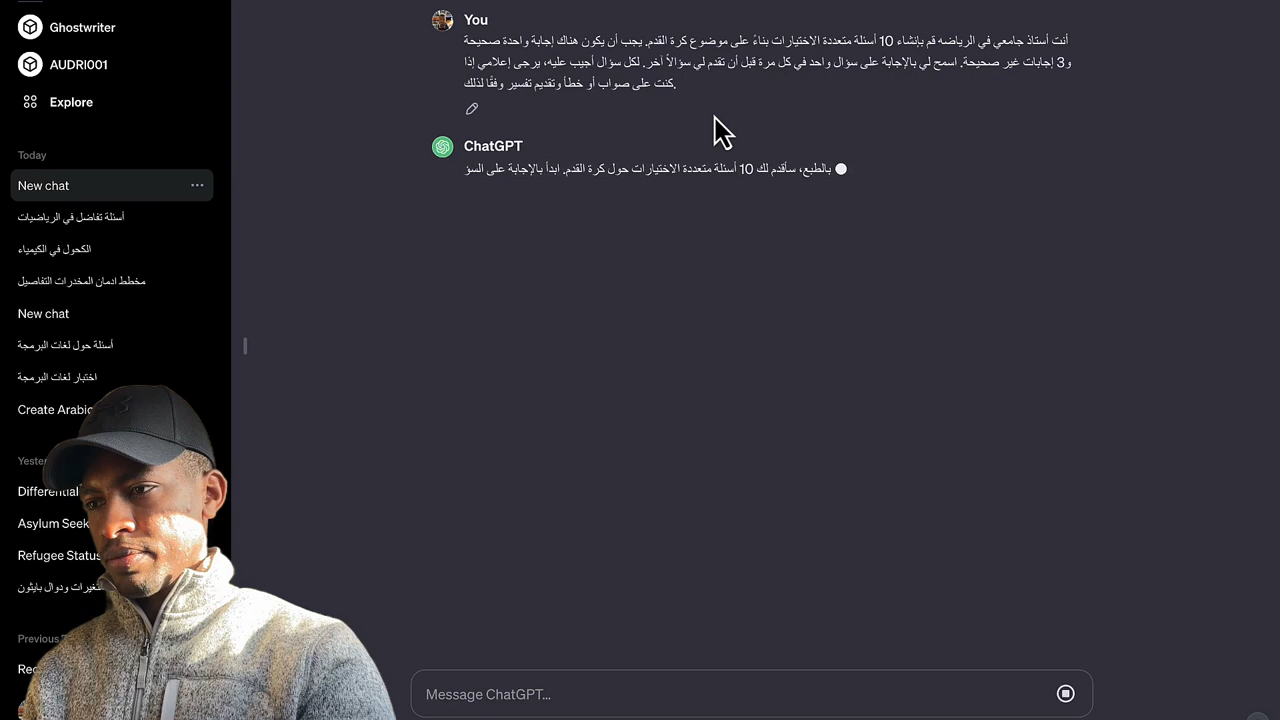 Ghostwriter
AUDRI001
Explore
Today
New chat
أسئلة تفاضل في الرياضيات
الكحول في الكيمياء
مخطط ادمان المخدرات التفاصيل
New chat
أسئلة حول لغات البرمجة
اختبار لغات البرمجة
Create Arabic
Differential
Asylum Seek
Refugee Status
ودوال بايثون
Previous
You
أنت أستاذ جامعي في الرياضه قم بإنشاء 10 أسئلة متعددة الاختيارات بناءً على موضوع كرة القدم. يجب أن يكون هناك إجابة واحدة صحيحة
و3 إجابات غير صحيحة. اسمح لي بالإجابة على سؤال واحد في كل مرة قبل أن تقدم لي سؤالاً آخر. لكل سؤال أجيب عليه، يرجى إعلامي إذا
كنت على صواب أو خطأ وتقديم تفسير وفقًا لذلك.
ChatGPT
بالطبع، سأقدم لك 10 أسئلة متعددة الاختيارات حول كرة القدم. ابدأ بالإجابة على السؤ
Message ChatGPT...